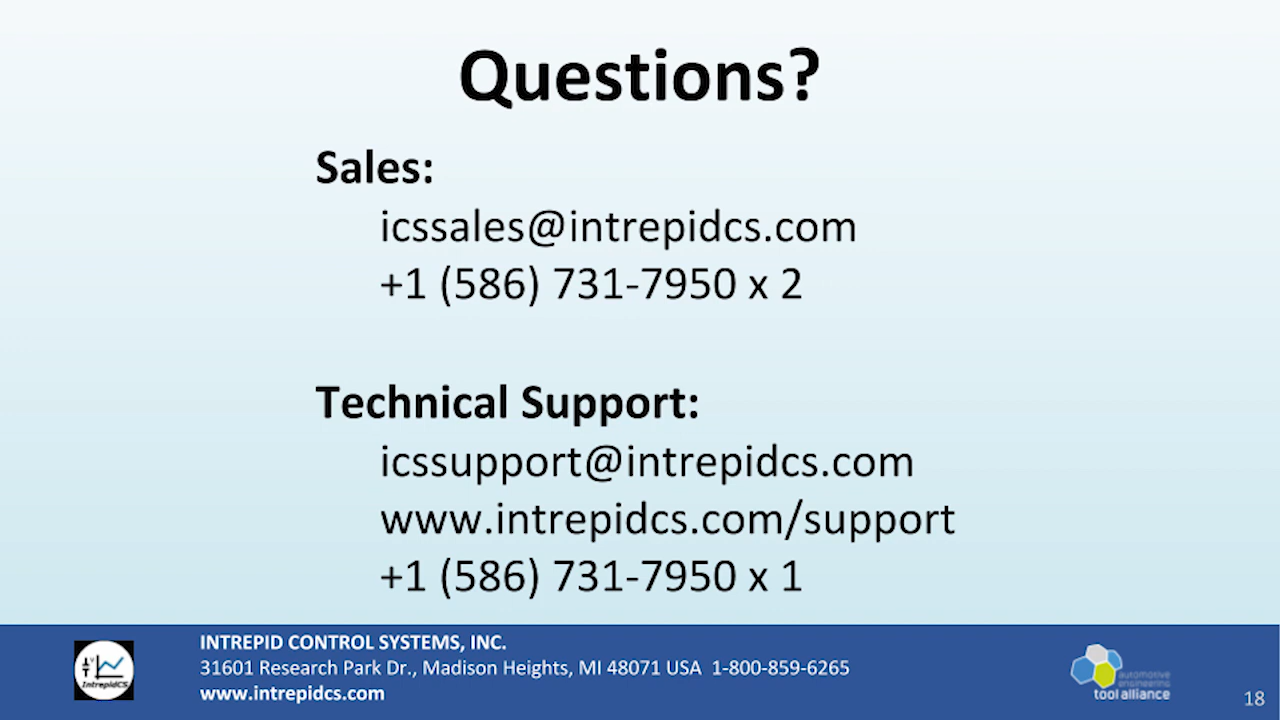 Questions?
Sales:
icssales@intrepidcs.com
+1 (586) 731-7950 x 2
Technical Support:
icssupport@intrepidcs.com
www.intrepidcs.com/support
+1 (586) 731-7950 x 1
INTREPID CONTROL SYSTEMS, INC.
31601 Research Park Dr., Madison Heights, MI 48071 USA 1-800-859-6265
www.intrepidcs.com
IntrepidCS
automotive
engineering
tool alliance
18